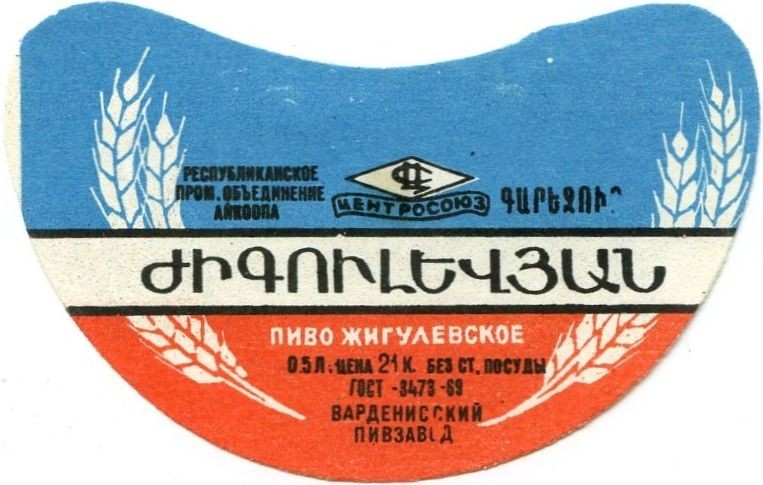 РЕСПУБЛИКАНСКОЕ
ПРОМ. ОБЪЕДИНЕНИЕ
АЙКООПА
ЦС
ЦЕНТРОСОЮЗ
ԳԱՐԵՋՈՒՐ
ԺԻԳՈՒԼԵՎՅԱՆ
ПИВО ЖИГУЛЕВСКОЕ
0.5 Л. ЦЕНА 21 К. БЕЗ СТ. ПОСУДЫ
ГОСТ -3473-69
ВАРДЕНИССКИЙ
ПИВЗАВОД